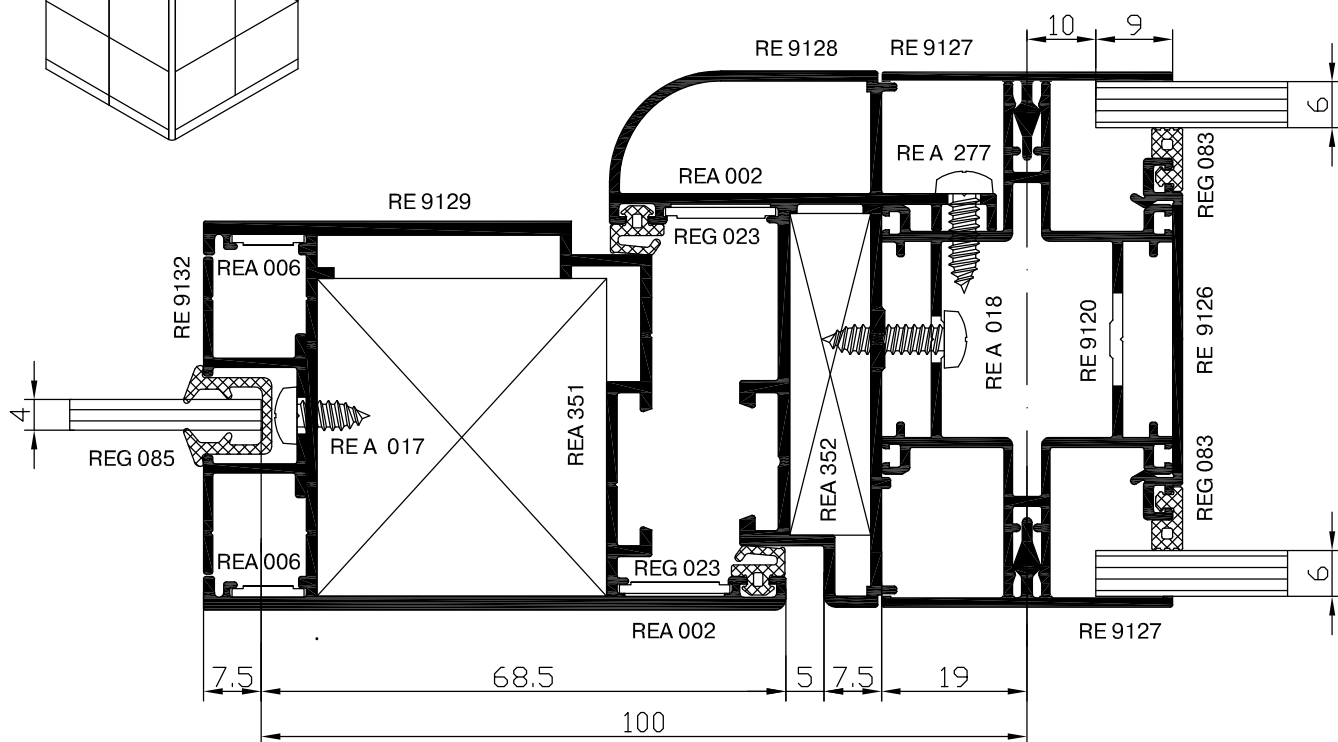 10
9
RE 9128
RE 9127
6
RE A 277
REG 083
REA 002
RE 9129
REG 023
REA 006
RE 9132
RE A 018
RE 9120
RE 9126
4
REG 085
RE A 017
REA 351
REA 352
REG 083
REA 006
REG 023
6
REA 002
RE 9127
7.5
68.5
5
7.5
19
100